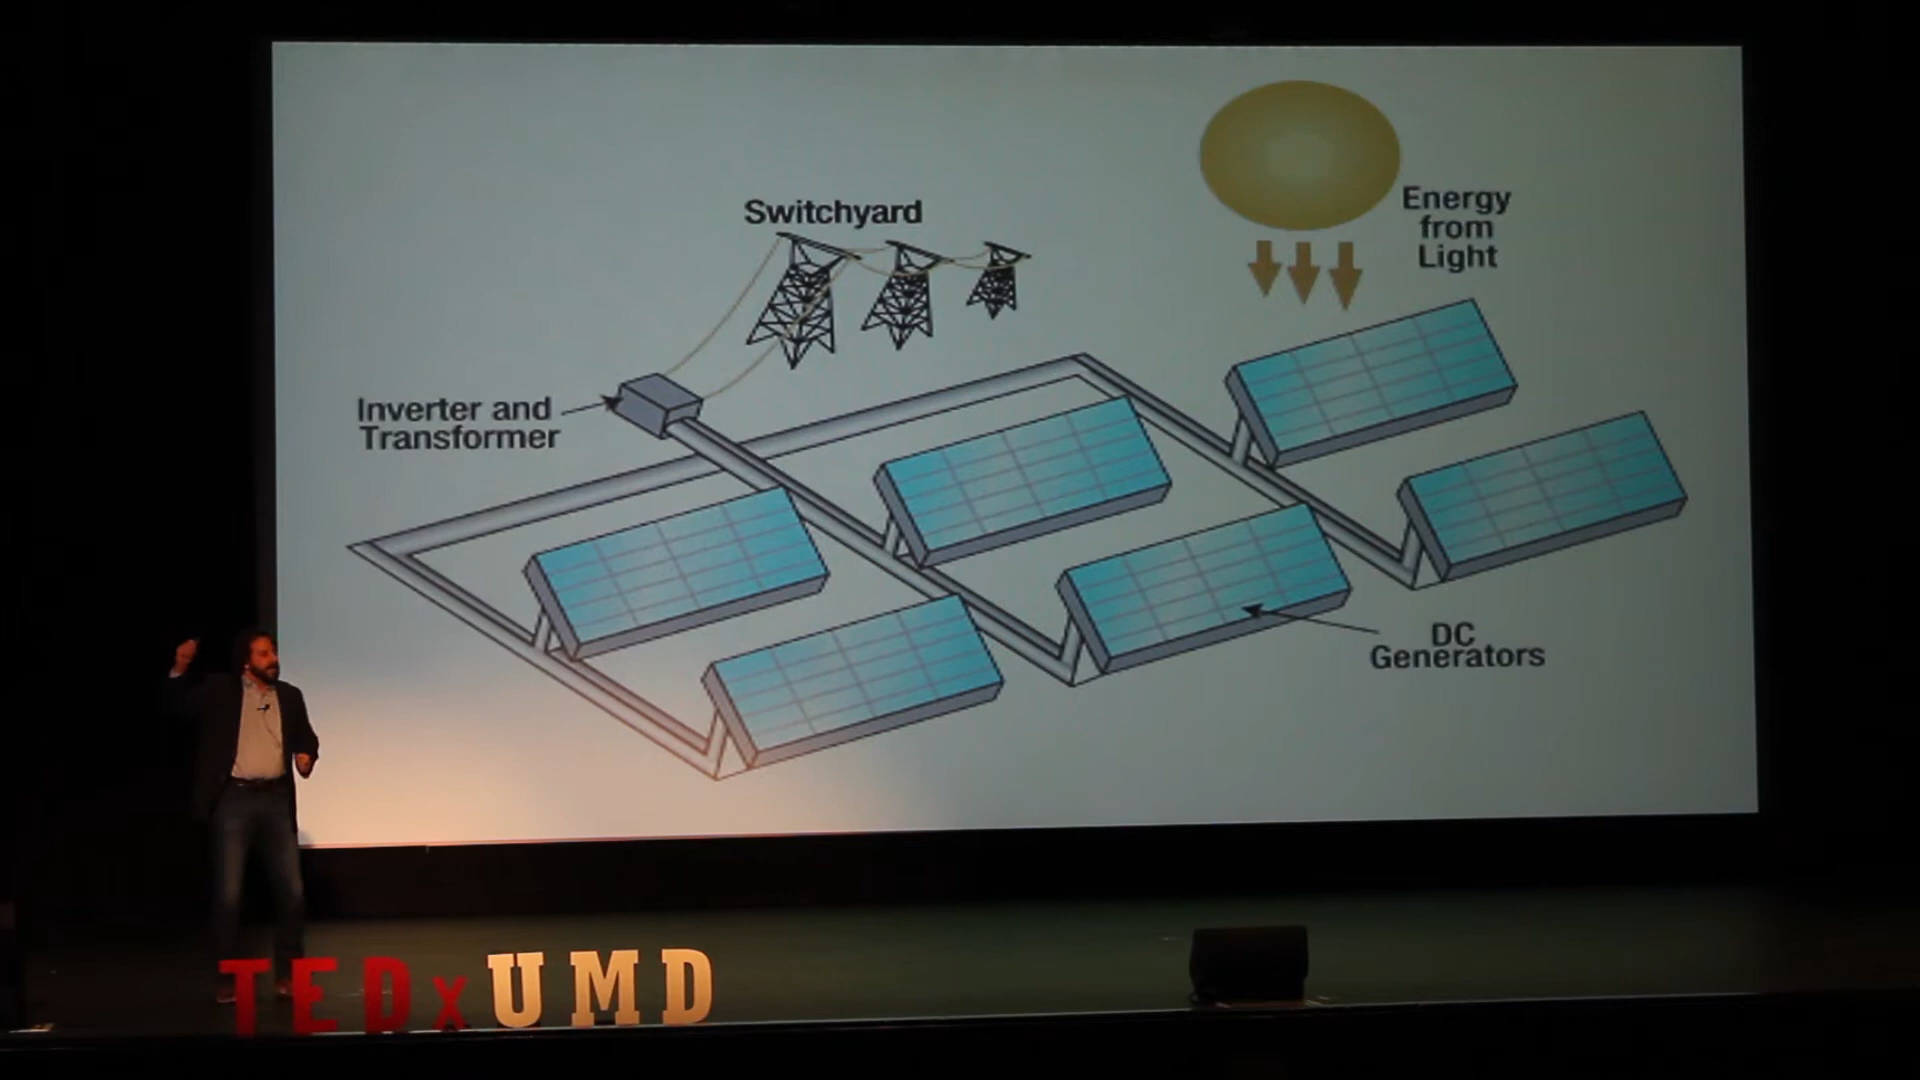 Switchyard
Energy
from
Light
Inverter and
Transformer
DC
Generators
TEDxUMD